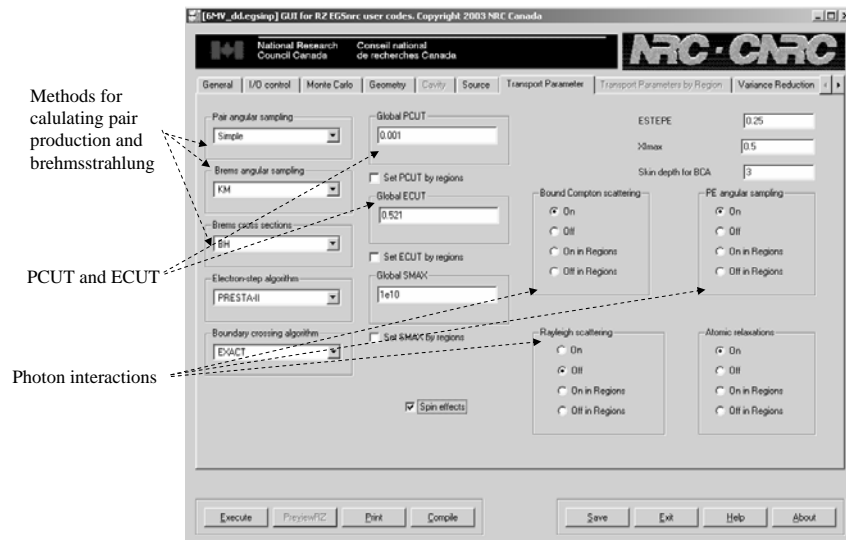 [6MV_dd.egsinp] GUI for RZ EGSnrc user codes. Copyright 2003 NRC Canada
National Research Council Canada
Conseil national de recherches Canada
NRC · CNRC
General I/O control Monte Carlo Geometry Cavity Source Transport Parameter Transport Parameters by Region Variance Reduction
Methods for
calulating pair
production and
brehmsstrahlung
PCUT and ECUT
Photon interactions
Pair angular sampling
Simple
Brems angular sampling
KM
Brems cross sections
BH
Electron-step algorithm
PRESTA-II
Boundary crossing algorithm
EXACT
Global PCUT
0.001
Set PCUT by regions
Global ECUT
0.521
Set ECUT by regions
Global SMAX
1e10
Set SMAX by regions
Spin effects
ESTEPE 0.25
XImax 0.5
Skin depth for BCA 3
Bound Compton scattering
On
Off
On in Regions
Off in Regions
PE angular sampling
On
Off
On in Regions
Off in Regions
Rayleigh scattering
On
Off
On in Regions
Off in Regions
Atomic relaxations
On
Off
On in Regions
Off in Regions
Execute PreviewRZ Print Compile Save Exit Help About